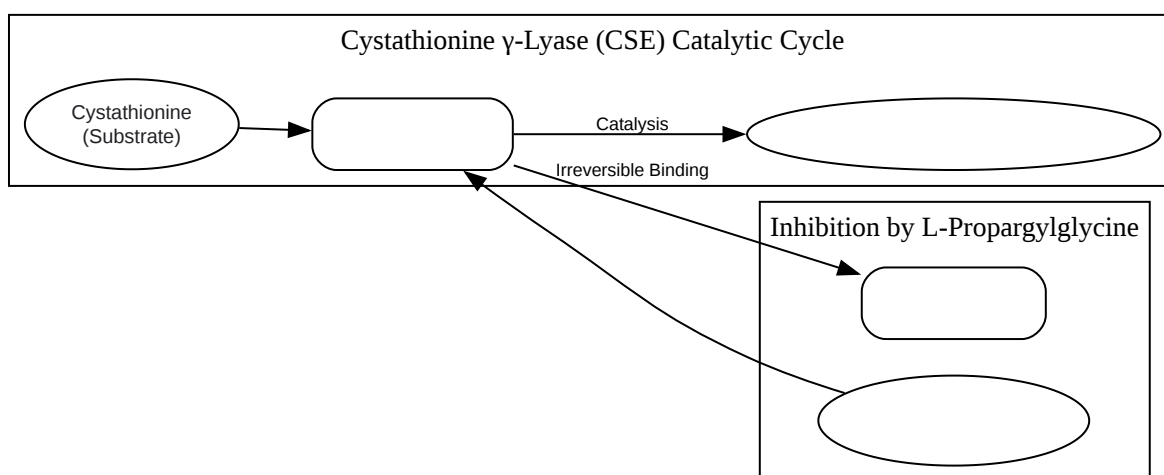 Cystathionine γ-Lyase (CSE) Catalytic Cycle
Cystathionine
(Substrate)
Catalysis
Irreversible Binding
Inhibition by L-Propargylglycine